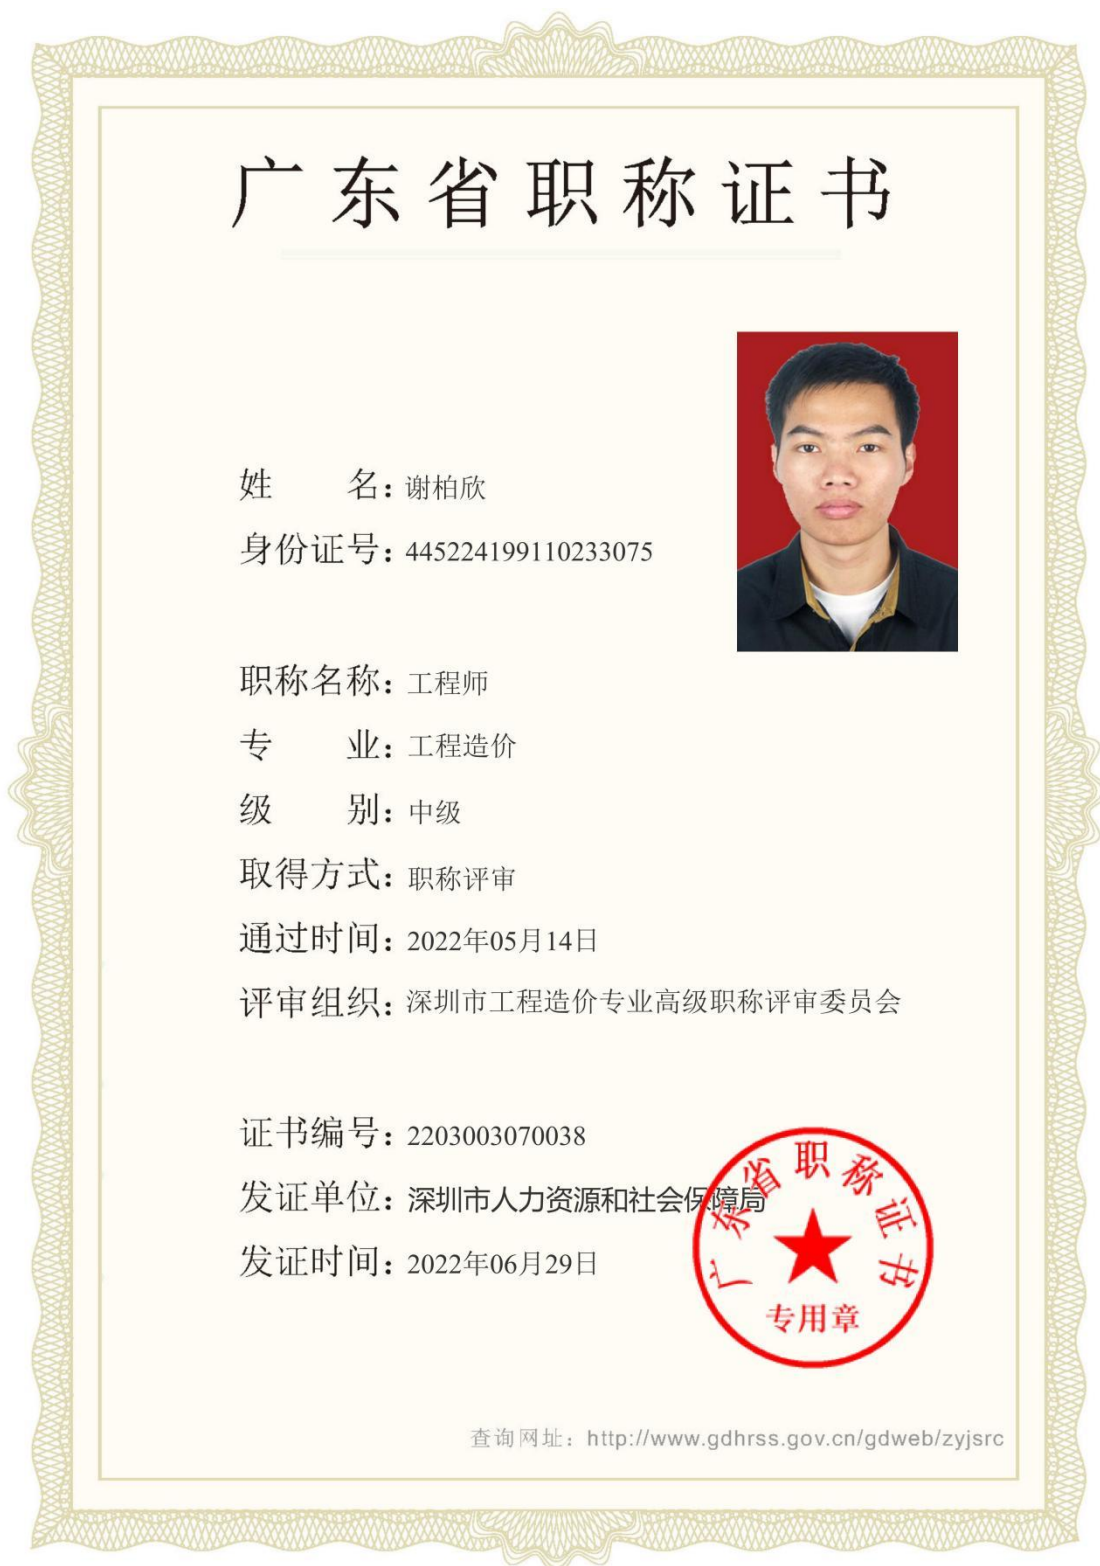 广东省职称证书
姓 名：谢柏欣
身份证号：445224199110233075
职称名称：工程师
专 业：工程造价
级 别：中级
取得方式：职称评审
通过时间：2022年05月14日
评审组织：深圳市工程造价专业高级职称评审委员会
证书编号：2203003070038
发证单位：深圳市人力资源和社会保障局
发证时间：2022年06月29日
广东省职称证书
专用章
查询网址：http://www.gdhrss.gov.cn/gdweb/zyjsrc